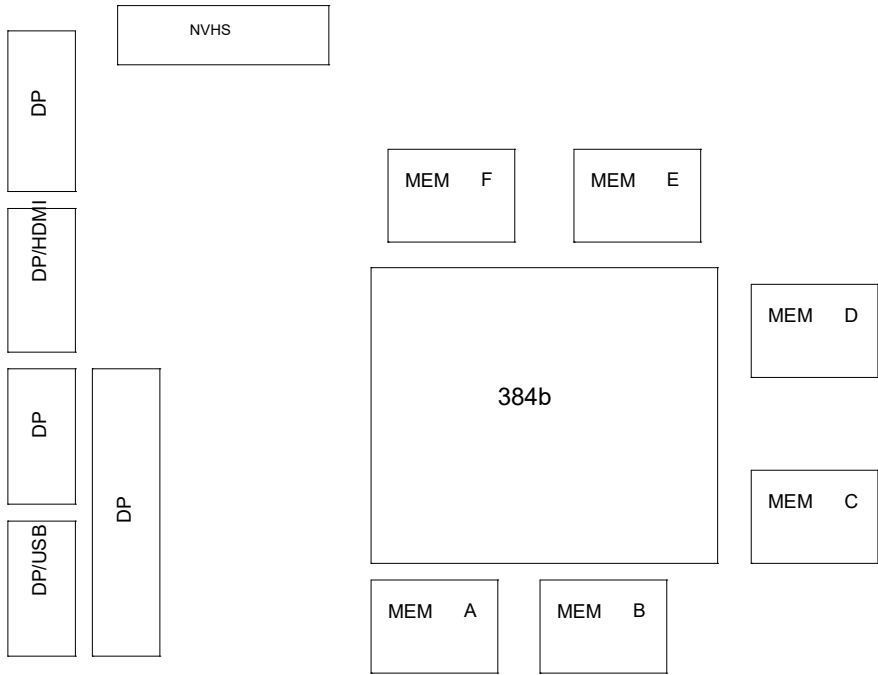 NVHS
DP
MEM F
MEM E
DP/HDMI
MEM D
384b
DP
MEM C
DP
DP/USB
MEM A
MEM B